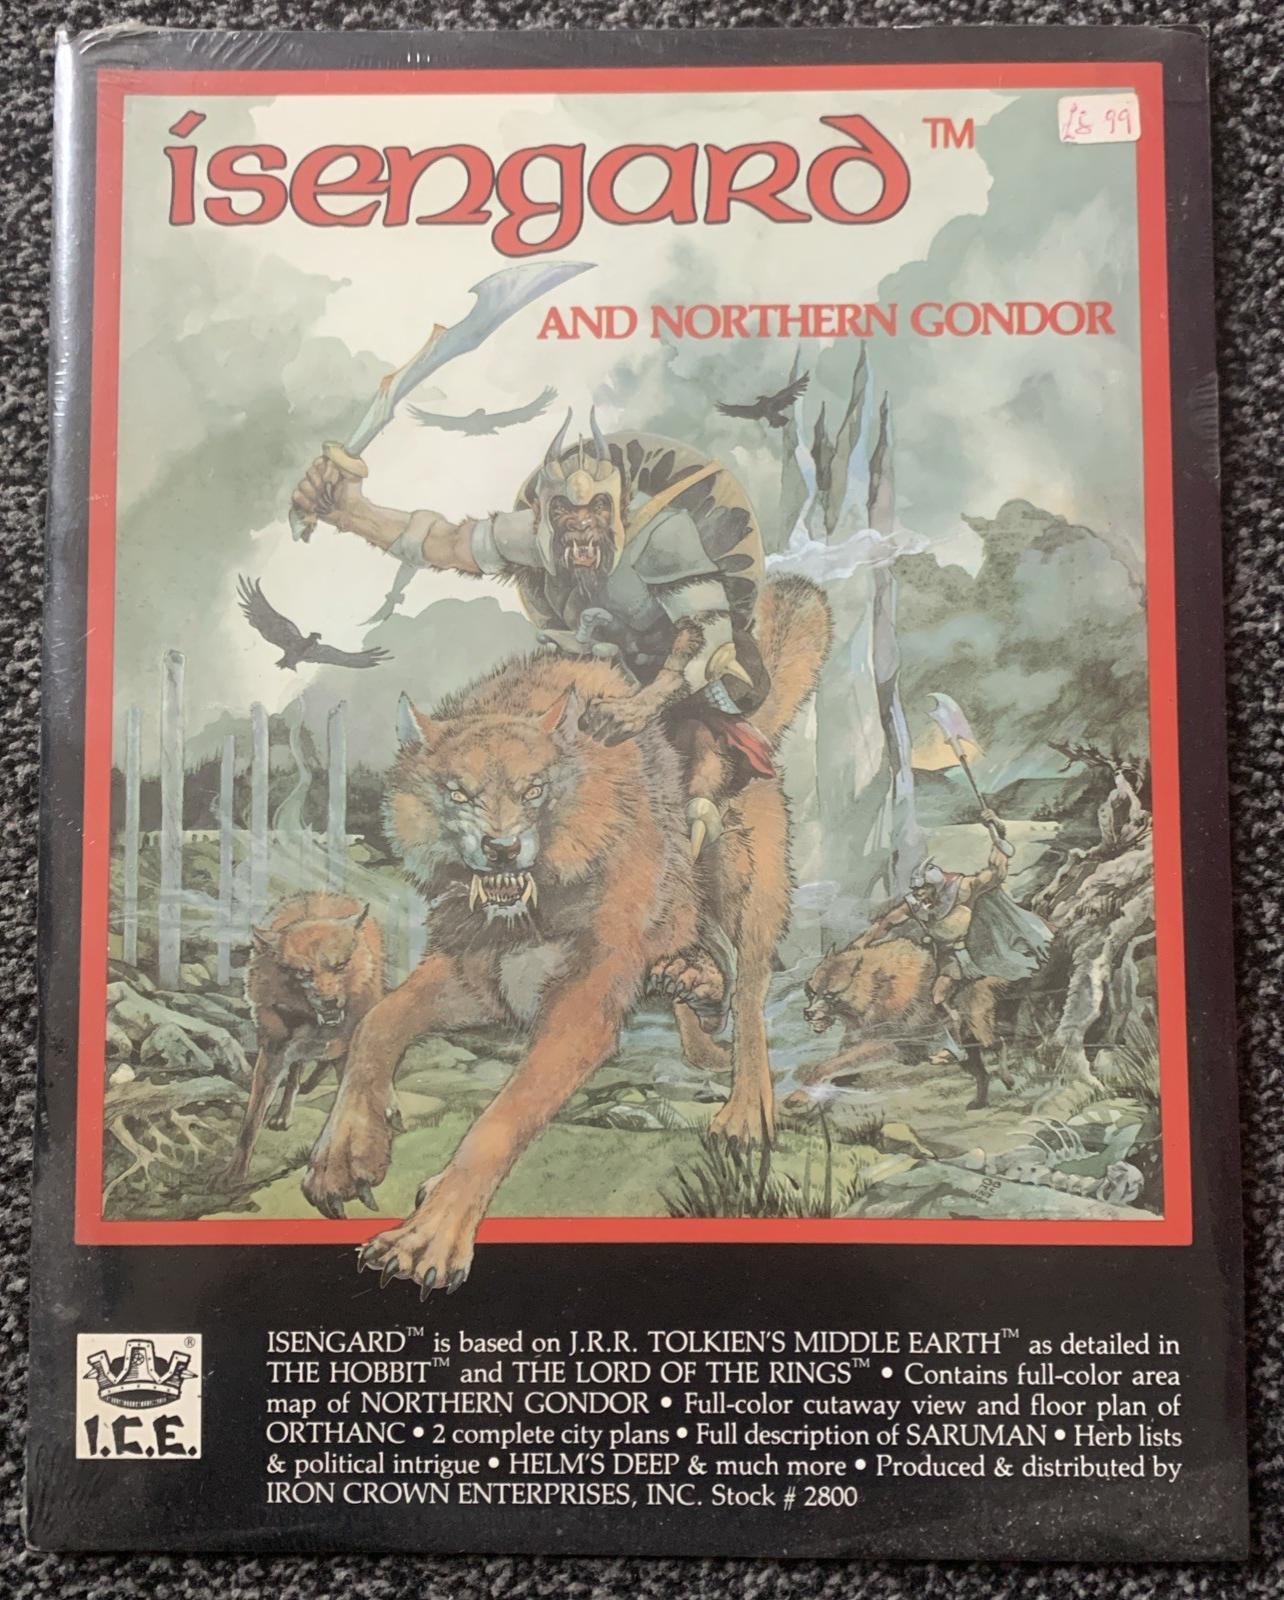 ísengard™
£5 99
AND NORTHERN GONDOR
ISENGARD™ is based on J.R.R. TOLKIEN'S MIDDLE EARTH™ as detailed in
THE HOBBIT™ and THE LORD OF THE RINGS™ • Contains full-color area
map of NORTHERN GONDOR • Full-color cutaway view and floor plan of
ORTHANC • 2 complete city plans • Full description of SARUMAN • Herb lists
& political intrigue • HELM'S DEEP & much more • Produced & distributed by
IRON CROWN ENTERPRISES, INC. Stock # 2800
®
I.C.E.